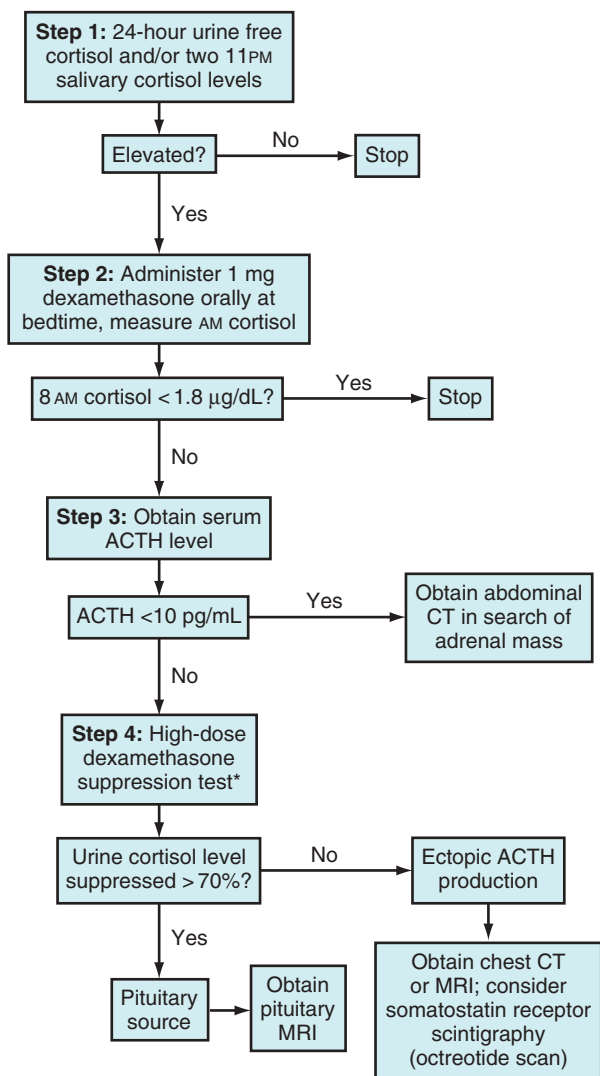 Step 1: 24-hour urine free
cortisol and/or two 11PM
salivary cortisol levels
Elevated?
No
Stop
Yes
Step 2: Administer 1 mg
dexamethasone orally at
bedtime, measure AM cortisol
8 AM cortisol <1.8 µg/dL?
Yes
Stop
No
Step 3: Obtain serum
ACTH level
ACTH <10 pg/mL
Yes
Obtain abdominal
CT in search of
adrenal mass
No
Step 4: High-dose
dexamethasone
suppression test*
Urine cortisol level
suppressed >70%?
No
Ectopic ACTH
production
Yes
Pituitary
source
Obtain
pituitary
MRI
Obtain chest CT
or MRI; consider
somatostatin receptor
scintigraphy
(octreotide scan)